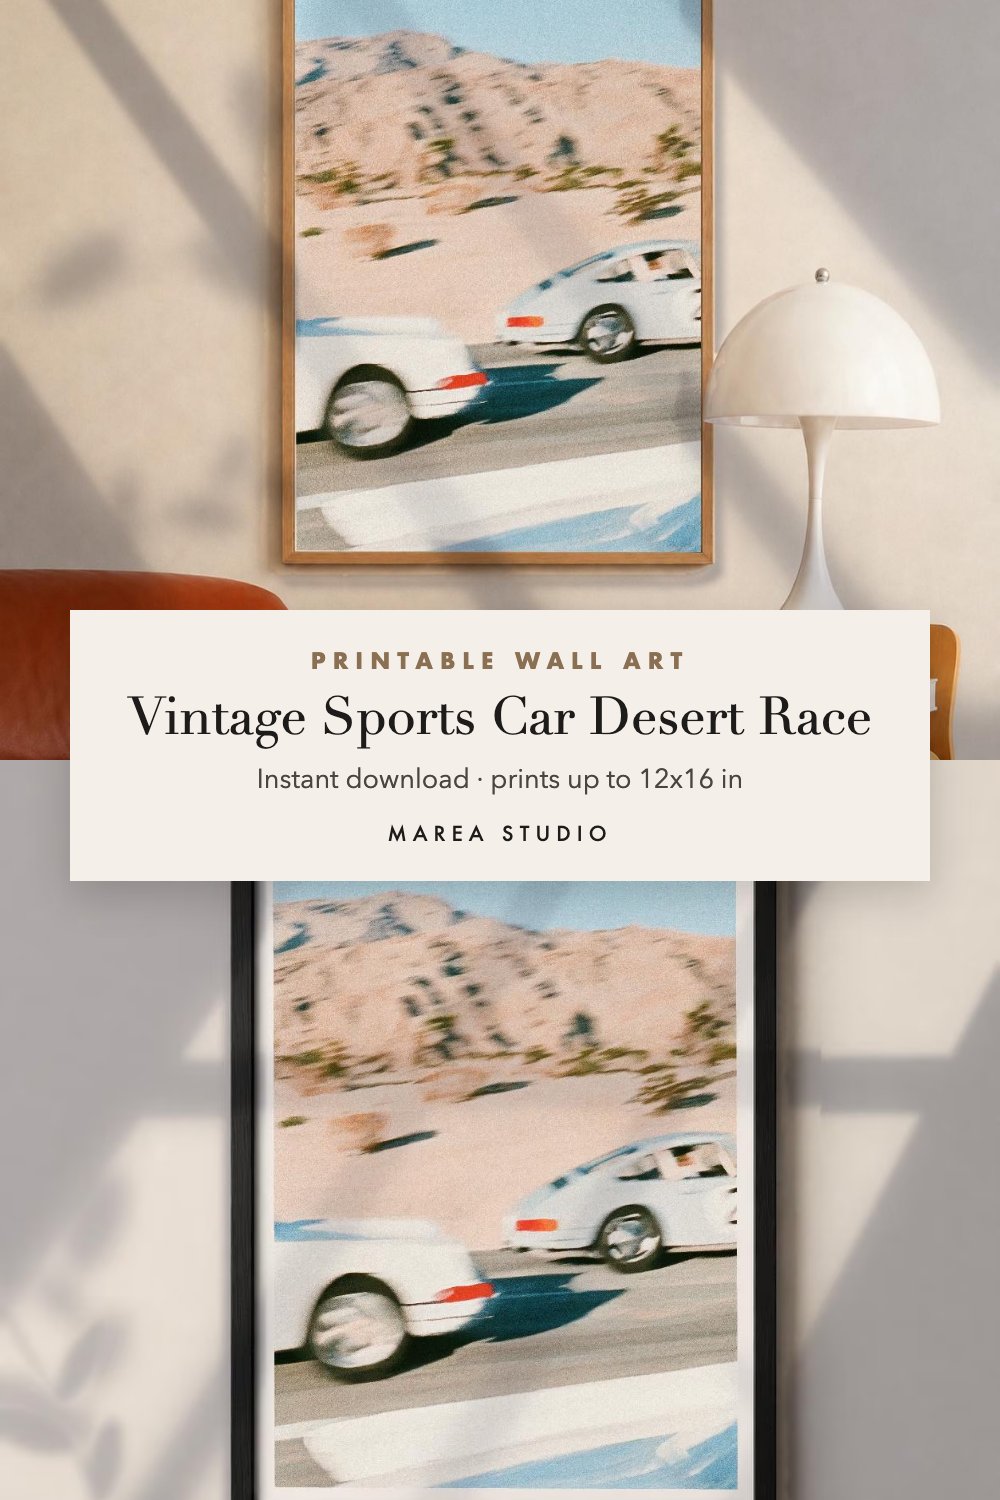 PRINTABLE WALL ART
Vintage Sports Car Desert Race
Instant download · prints up to 12x16 in
MAREA STUDIO